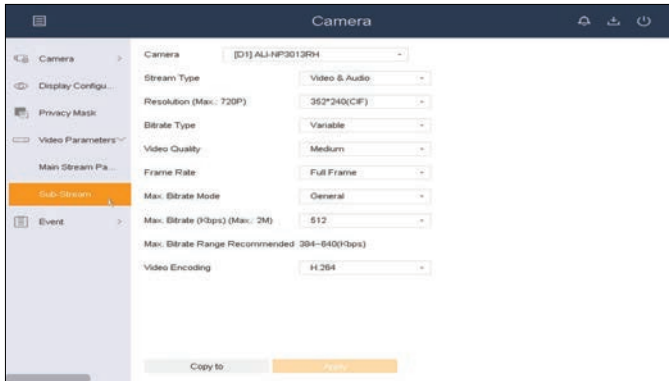 Camera
Camera
Display Configu...
Privacy Mask
Video Parameters
Main Stream Pa...
Sub-Stream
Event
Camera [D1] ALI-NP3013RH
Stream Type Video & Audio
Resolution (Max.: 720P) 352*240(CIF)
Bitrate Type Variable
Video Quality Medium
Frame Rate Full Frame
Max. Bitrate Mode General
Max. Bitrate (Kbps) (Max.: 2M) 512
Max. Bitrate Range Recommended 384~640(Kbps)
Video Encoding H.264
Copy to Apply